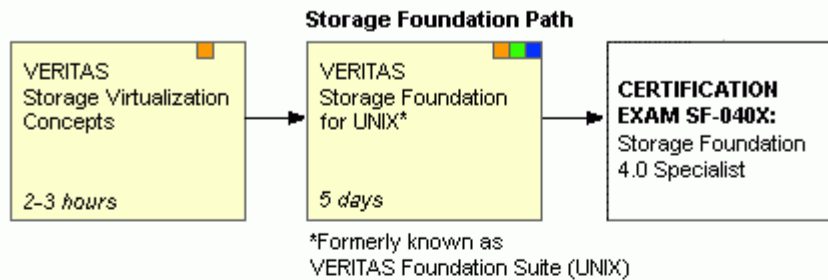 Storage Foundation Path
VERITAS
Storage Virtualization
Concepts
2-3 hours
VERITAS
Storage Foundation
for UNIX*
5 days
*Formerly known as
VERITAS Foundation Suite (UNIX)
CERTIFICATION
EXAM SF-040X:
Storage Foundation
4.0 Specialist